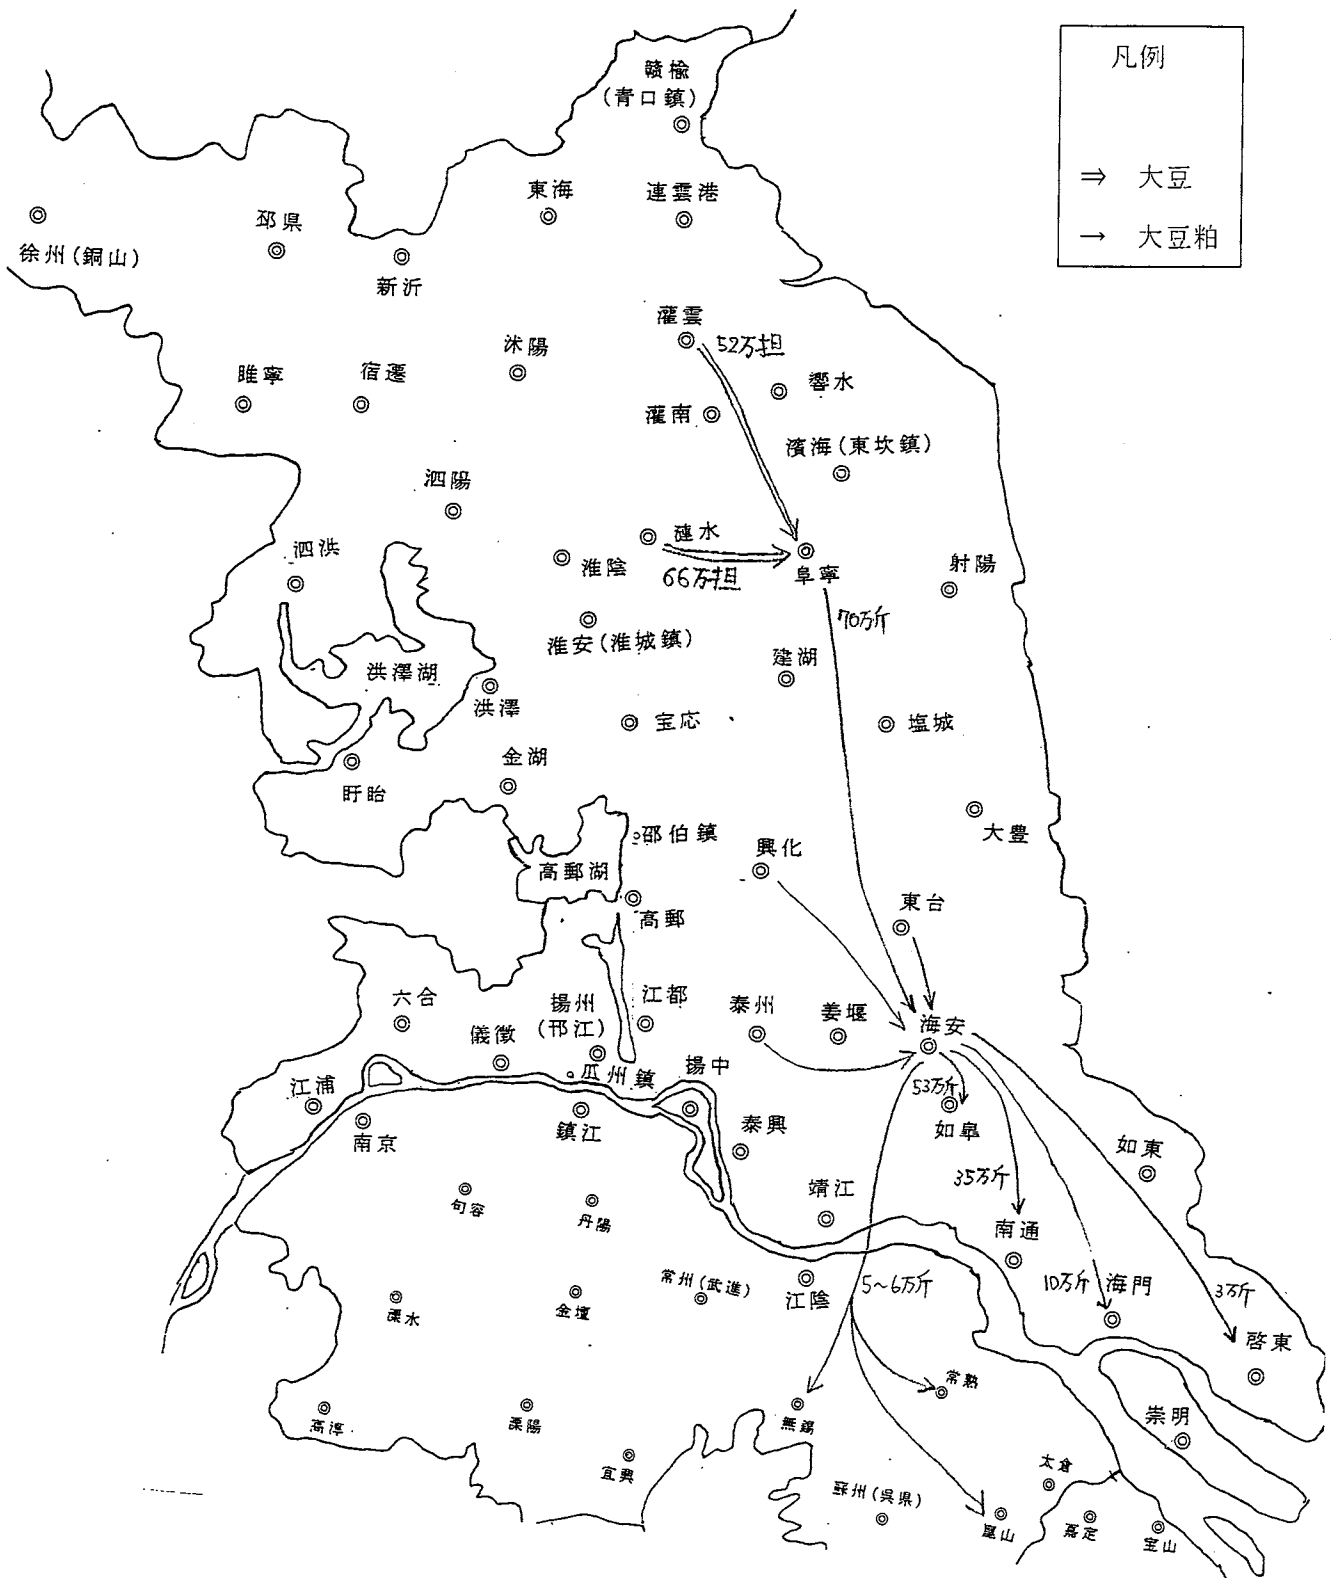 凡例
⇒ 大豆
→ 大豆粕
贛楡
(青口鎮)
東海
連雲港
邳県
徐州(銅山)
新沂
灌雲
52万担
沭陽
響水
睢寧
宿遷
灌南
濱海(東坎鎮)
泗陽
漣水
泗洪
淮陰
66万担
阜寧
射陽
70万斤
淮安(淮城鎮)
建湖
洪澤湖
洪澤
宝応
塩城
金湖
盱眙
大豊
邵伯鎮
興化
高郵湖
東台
高郵
六合
揚州
(邗江)
江都
泰州
姜堰
海安
儀徴
瓜州鎮
揚中
53万斤
江浦
南京
鎮江
泰興
如皐
如東
35万斤
句容
丹陽
靖江
南通
常州(武進)
江陰
5~6万斤
10万斤
海門
3万斤
溧水
金壇
啓東
常熟
崇明
高淳
溧陽
無錫
宜興
太倉
蘇州(呉県)
崑山
嘉定
宝山